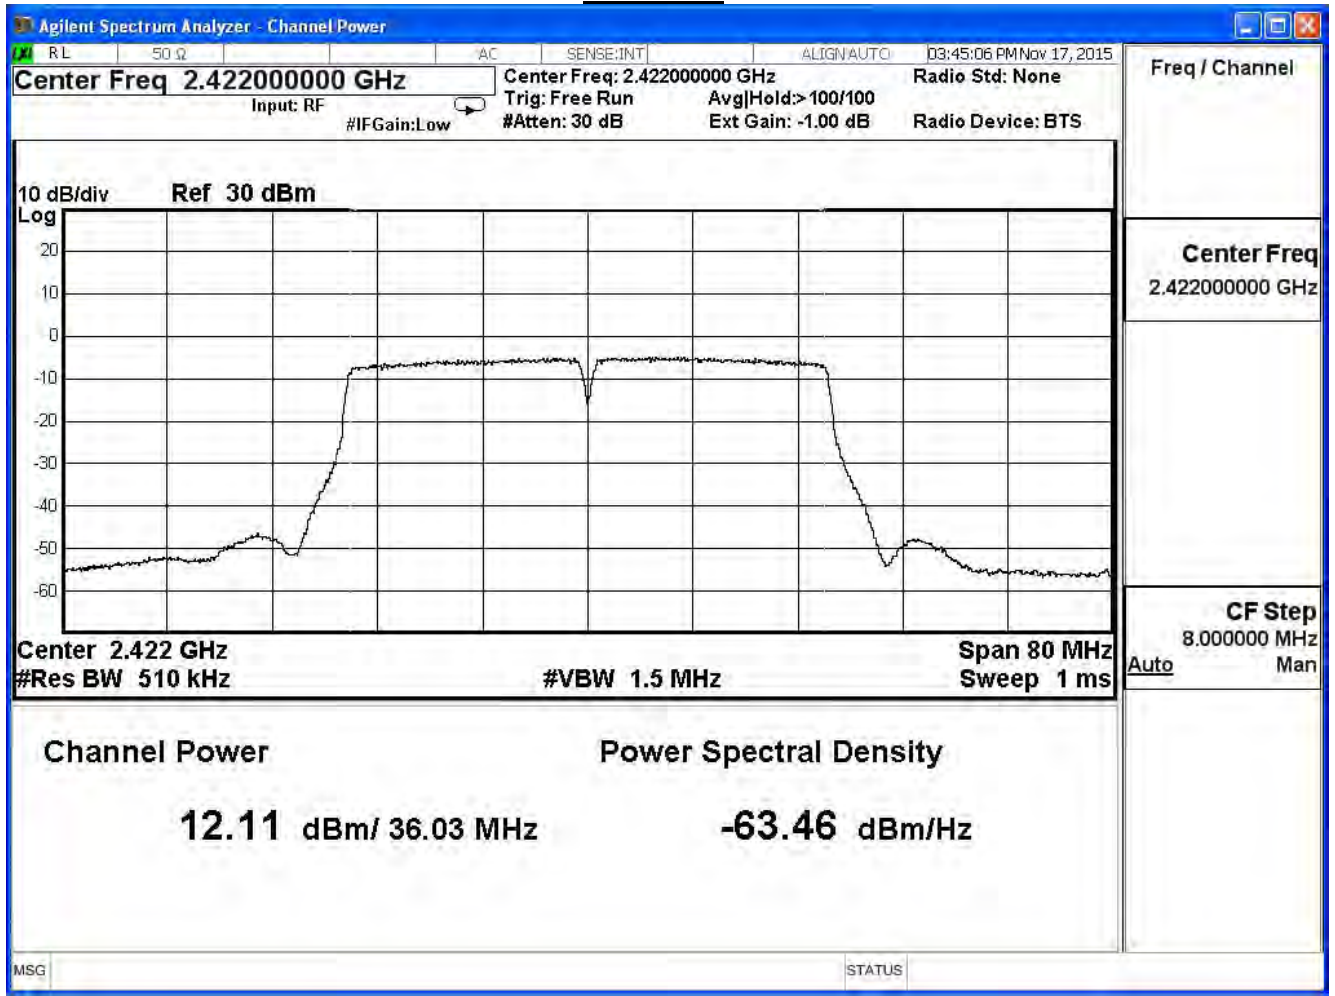 Agilent Spectrum Analyzer - Channel Power
LXI RL 50 Ω AC SENSE:INT ALIGN AUTO 03:45:06 PM Nov 17, 2015
Center Freq 2.422000000 GHz
Input: RF
#IFGain:Low
Center Freq: 2.422000000 GHz
Trig: Free Run
#Atten: 30 dB
Avg|Hold:>100/100
Ext Gain: -1.00 dB
Radio Std: None
Radio Device: BTS
10 dB/div Ref 30 dBm
Log
20
10
0
-10
-20
-30
-40
-50
-60
Center 2.422 GHz Span 80 MHz
#Res BW 510 kHz #VBW 1.5 MHz Sweep 1 ms
Channel Power Power Spectral Density
12.11 dBm/ 36.03 MHz -63.46 dBm/Hz
Freq / Channel
Center Freq
2.422000000 GHz
CF Step
8.000000 MHz
Auto Man
MSG STATUS